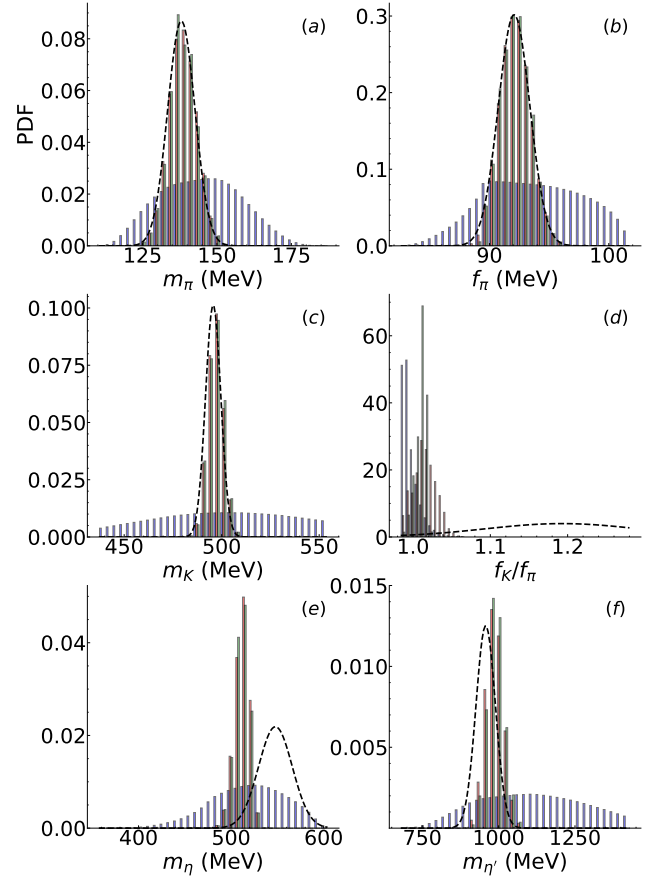 (a)
PDF
0.08
0.06
0.04
0.02
0.00
125 150 175
m_π (MeV)
(b)
0.3
0.2
0.1
0.0
90 100
f_π (MeV)
(c)
0.100
0.075
0.050
0.025
0.000
450 500 550
m_K (MeV)
(d)
60
40
20
0
1.0 1.1 1.2
f_K/f_π
(e)
0.04
0.02
0.00
400 500 600
m_η (MeV)
(f)
0.015
0.010
0.005
750 1000 1250
m_η′ (MeV)